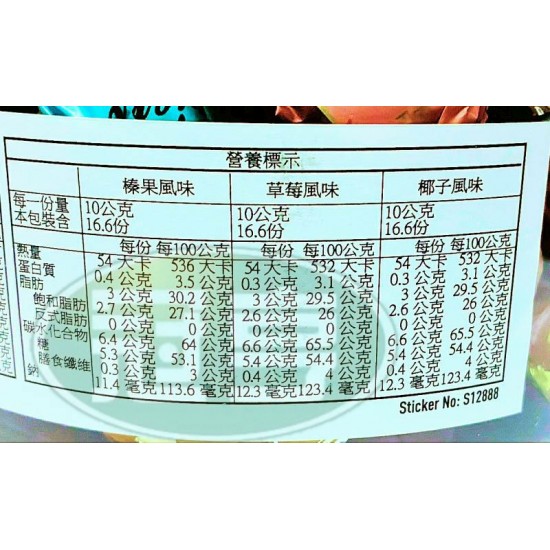 營養標示
榛果風味 草莓風味 椰子風味
每一份量 10公克 10公克 10公克
本包裝含 16.6份 16.6份 16.6份
每份 每100公克 每份 每100公克 每份 每100公克
熱量 54 大卡 536 大卡 54 大卡 532 大卡 54 大卡 532 大卡
蛋白質 0.4 公克 3.5 公克 0.3 公克 3.1 公克 0.3 公克 3.1 公克
脂肪 3 公克 30.2 公克 3 公克 29.5 公克 3 公克 29.5 公克
飽和脂肪 2.7 公克 27.1 公克 2.6 公克 26 公克 2.6 公克 26 公克
反式脂肪 0 公克 0 公克 0 公克 0 公克 0 公克 0 公克
碳水化合物 6.4 公克 64 公克 6.6 公克 65.5 公克 6.6 公克 65.5 公克
糖 5.3 公克 53.1 公克 5.4 公克 54.4 公克 5.4 公克 54.4 公克
膳食纖維 0.3 公克 3 公克 0.4 公克 4 公克 0.4 公克 4 公克
鈉 11.4 毫克 113.6 毫克 12.3 毫克 123.4 毫克 12.3 毫克 123.4 毫克
Sticker No: S12888